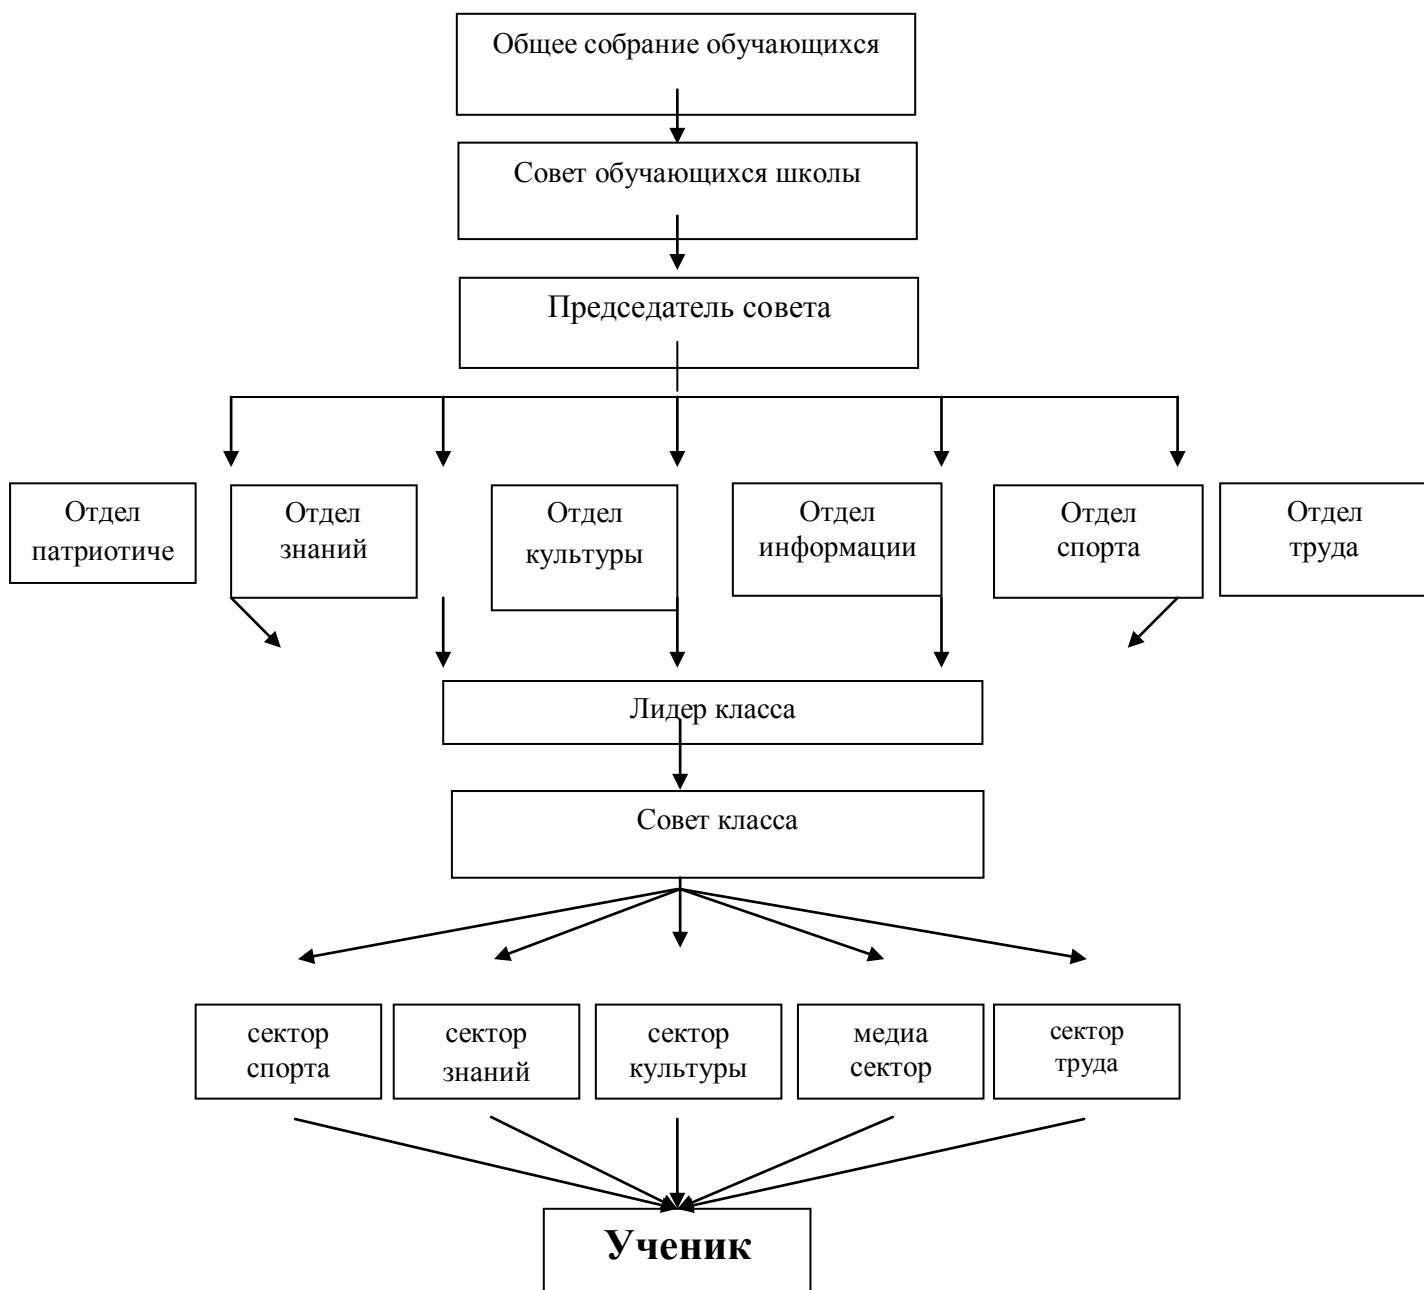 Общее собрание обучающихся
Совет обучающихся школы
Председатель совета
Отдел
патриотиче
Отдел
знаний
Отдел
культуры
Отдел
информации
Отдел
спорта
Отдел
труда
Лидер класса
Совет класса
сектор
спорта
сектор
знаний
сектор
культуры
медиа
сектор
сектор
труда
Ученик